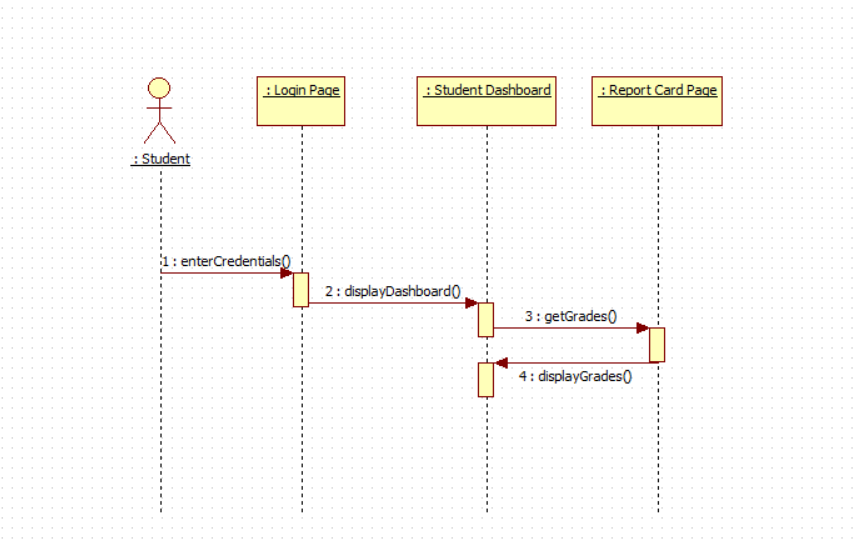 : Login Page
: Student Dashboard
: Report Card Page
: Student
1 : enterCredentials()
2 : displayDashboard()
3 : getGrades()
4 : displayGrades()